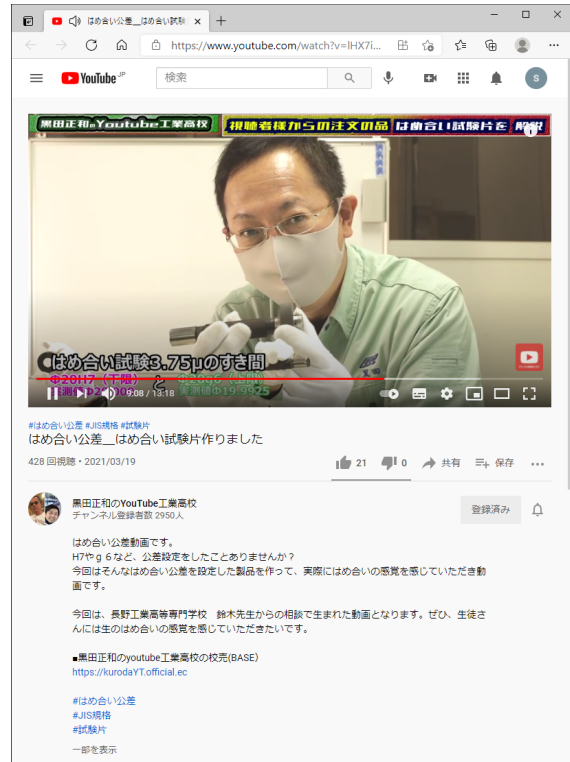 はめ合い公差__はめ合い試験
https://www.youtube.com/watch?v=lHX7i...
YouTube JP
検索
s
黒田正和のYoutube工業高校
視聴者様からの注文の品 はめ合い試験片を 解説
はめ合い試験3.75μのすき間
Φ20H7（下限）と
9:08 / 13:18
実測値Φ19.9925
#はめ合い公差 #JIS規格 #試験片
はめ合い公差__はめ合い試験片作りました
428 回視聴・2021/03/19
21
0
共有
保存
黒田正和のYouTube工業高校
チャンネル登録者数 2950人
登録済み
はめ合い公差動画です。
H7やｇ６など、公差設定をしたことありませんか？
今回はそんなはめ合い公差を設定した製品を作って、実際にはめ合いの感覚を感じていただき動
画です。
今回は、長野工業高等専門学校　鈴木先生からの相談で生まれた動画となります。ぜひ、生徒さ
んには生のはめ合いの感覚を感じていただきたいです。
■黒田正和のyoutube工業高校の校売(BASE）
https://kurodaYT.official.ec
#はめ合い公差
#JIS規格
#試験片
一部を表示